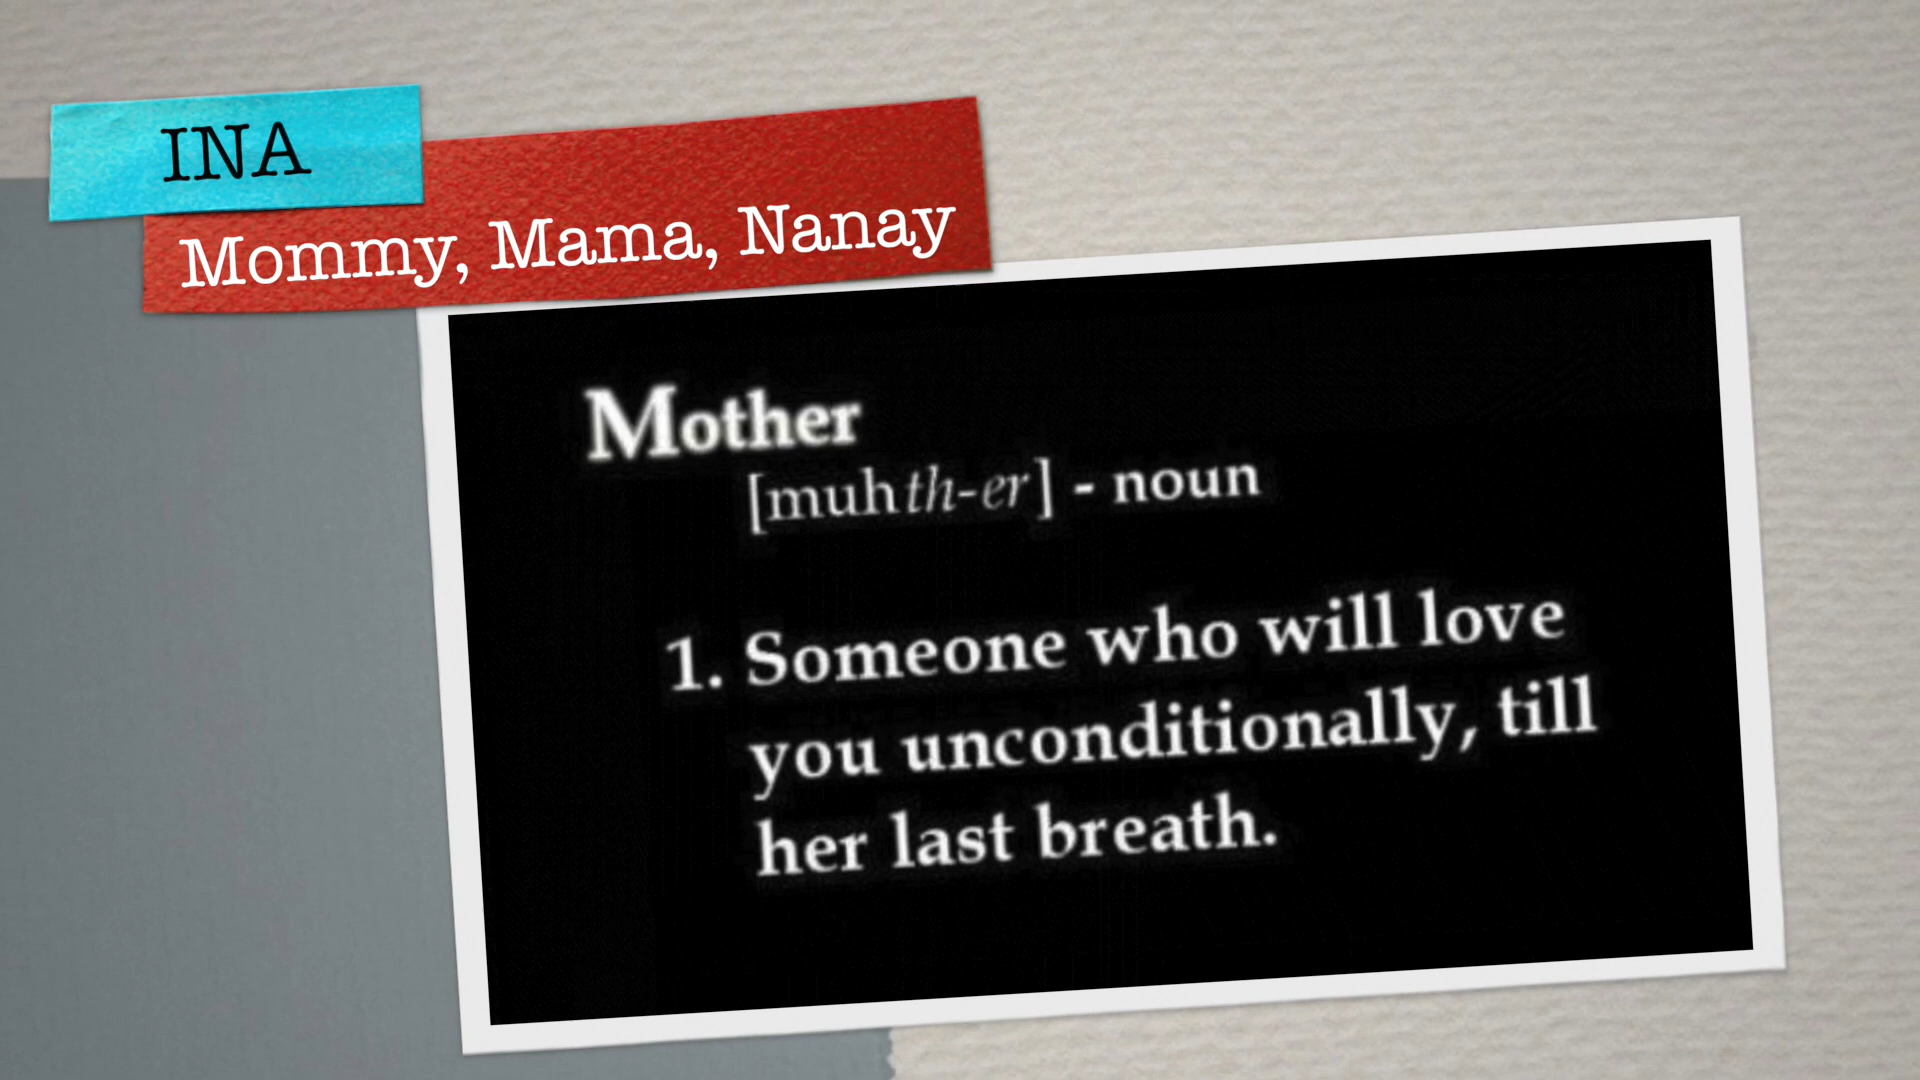 INA
Mommy, Mama, Nanay
Mother
[muhth-er] - noun
1. Someone who will love
you unconditionally, till
her last breath.